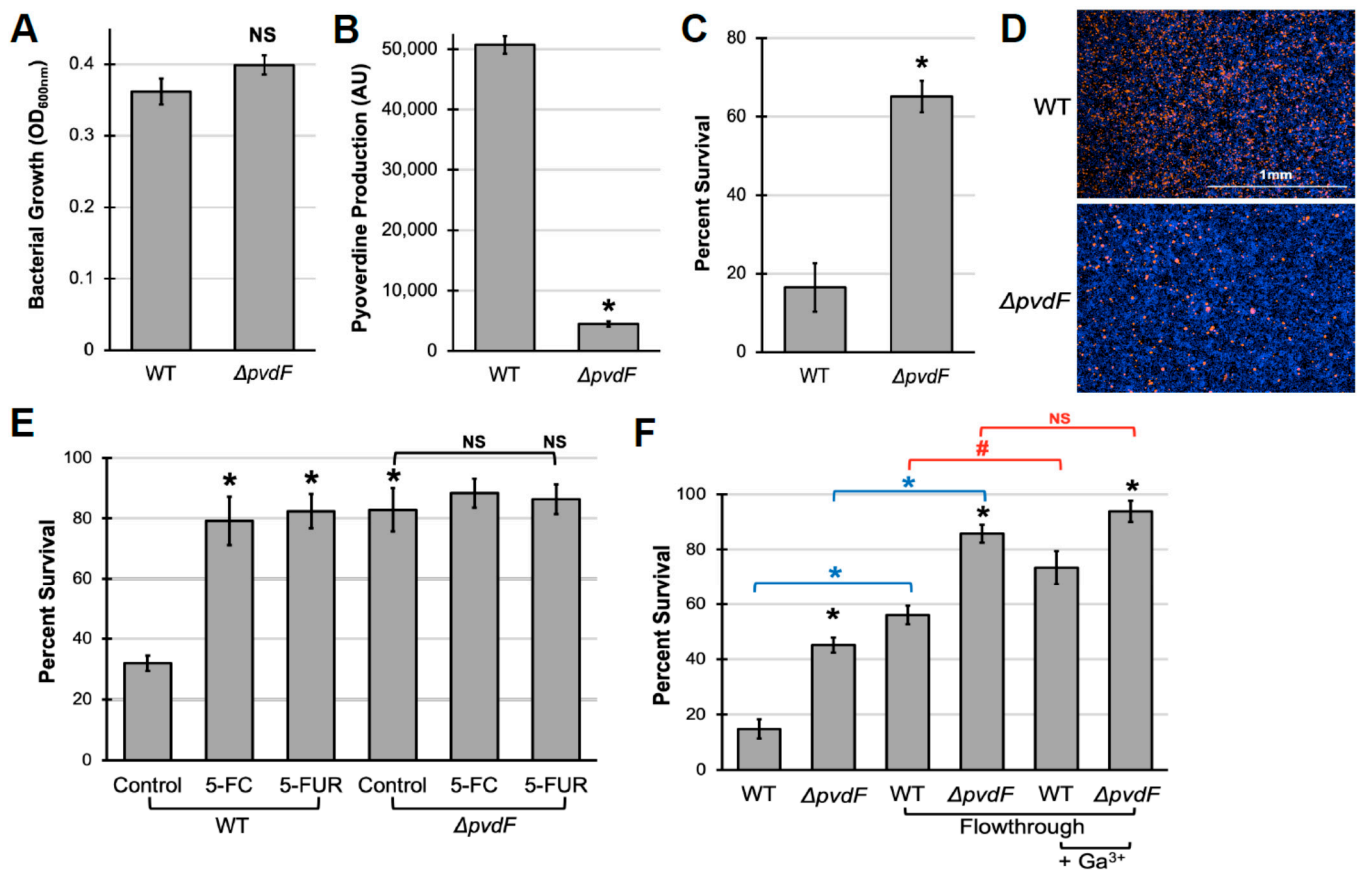 A
NS
Bacterial Growth (OD600nm)
0.4
0.3
0.2
0.1
0
WT
ΔpvdF
B
Pyoverdine Production (AU)
50,000
40,000
30,000
20,000
10,000
0
*
WT
ΔpvdF
C
Percent Survival
80
60
40
20
0
*
WT
ΔpvdF
D
WT
1mm
ΔpvdF
E
Percent Survival
100
80
60
40
20
0
* * * NS NS
Control 5-FC 5-FUR Control 5-FC 5-FUR
WT ΔpvdF
F
Percent Survival
100
80
60
40
20
0
NS
#
*
*
* * *
WT ΔpvdF WT ΔpvdF WT ΔpvdF
Flowthrough
+ Ga³⁺